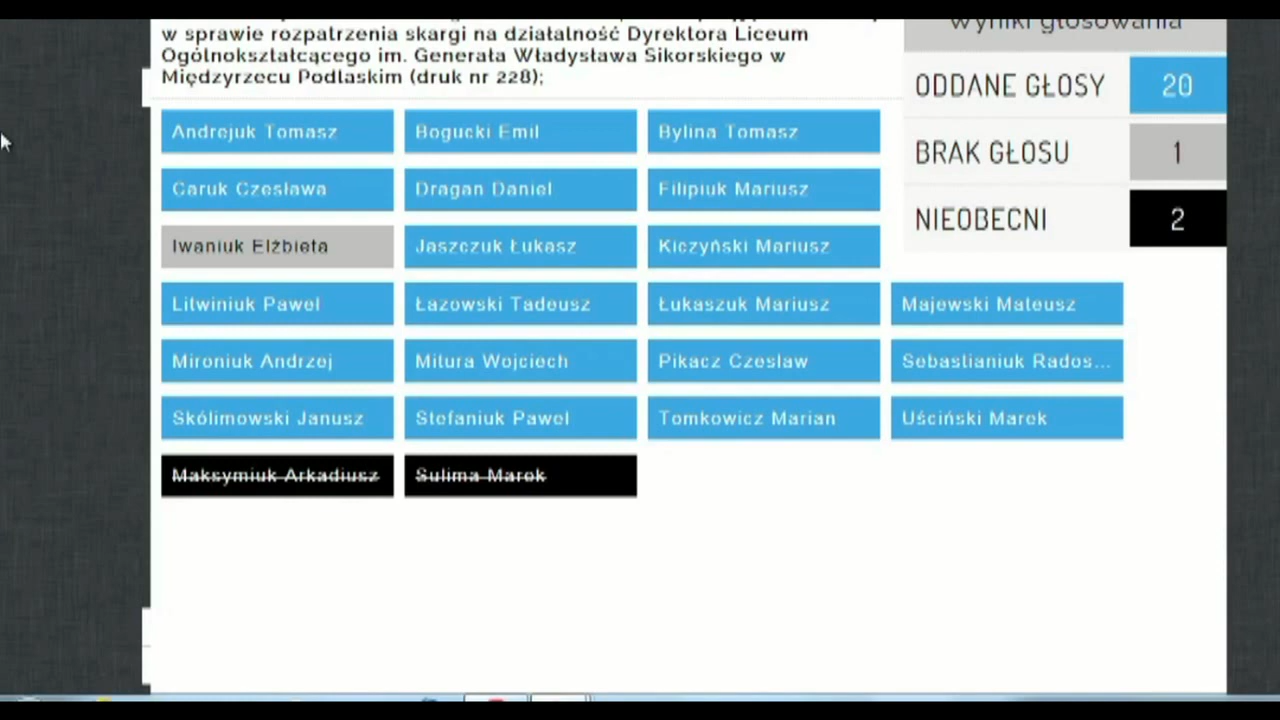 w sprawie rozpatrzenia skargi na działalność Dyrektora Liceum
Ogólnokształcącego im. Generała Władysława Sikorskiego w
Międzyrzecu Podlaskim (druk nr 228);
Wyniki głosowania
ODDANE GŁOSY 20
BRAK GŁOSU 1
NIEOBECNI 2
Andrejuk Tomasz Bogucki Emil Bylina Tomasz
Caruk Czesława Dragan Daniel Filipiuk Mariusz
Iwaniuk Elżbieta Jaszczuk Łukasz Kiczyński Mariusz
Litwiniuk Paweł Łazowski Tadeusz Łukaszuk Mariusz Majewski Mateusz
Mironiuk Andrzej Mitura Wojciech Pikacz Czesław Sebastianiuk Rados...
Skólimowski Janusz Stefaniuk Paweł Tomkowicz Marian Uściński Marek
Maksymiuk Arkadiusz Sulima Marek